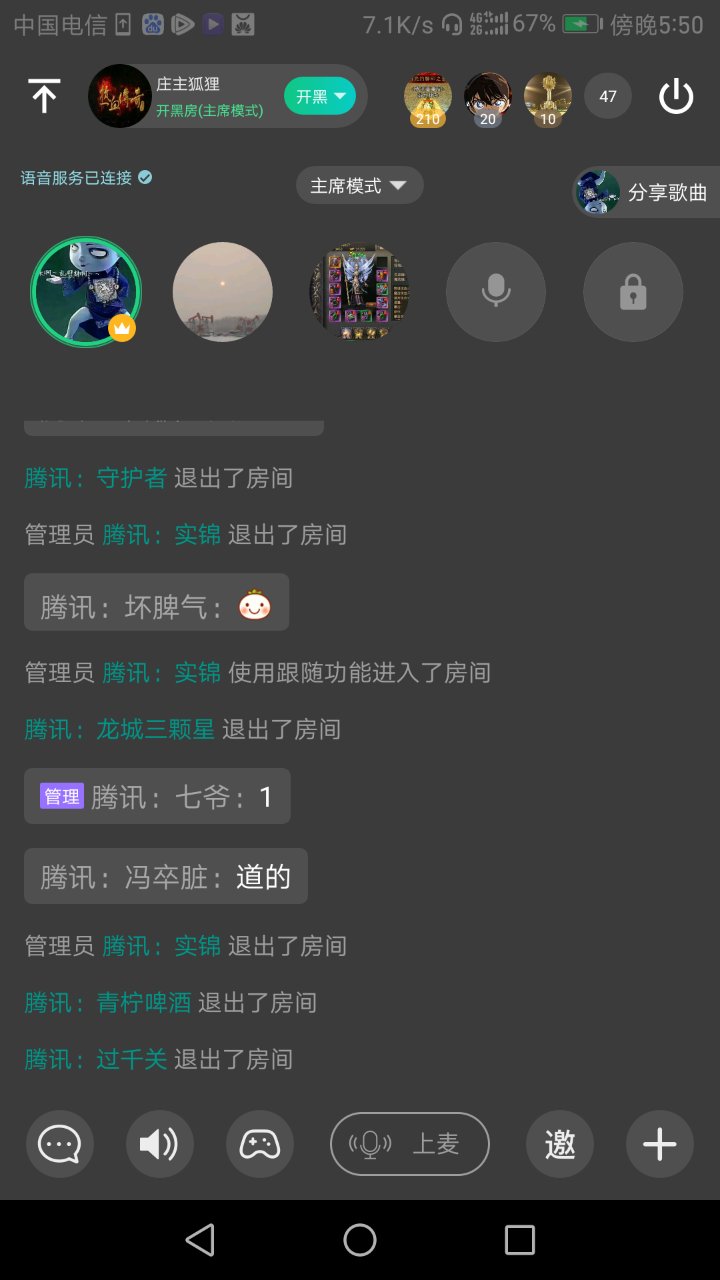 中国电信 7.1K/s 67% 傍晚5:50
庄主狐狸
开黑房(主席模式)
开黑
210
20
10
47
语音服务已连接
主席模式
分享歌曲
腾讯：守护者 退出了房间
管理员 腾讯：实锦 退出了房间
腾讯：坏脾气：
管理员 腾讯：实锦 使用跟随功能进入了房间
腾讯：龙城三颗星 退出了房间
管理 腾讯：七爷：1
腾讯：冯卒脏：道的
管理员 腾讯：实锦 退出了房间
腾讯：青柠啤酒 退出了房间
腾讯：过千关 退出了房间
上麦
邀